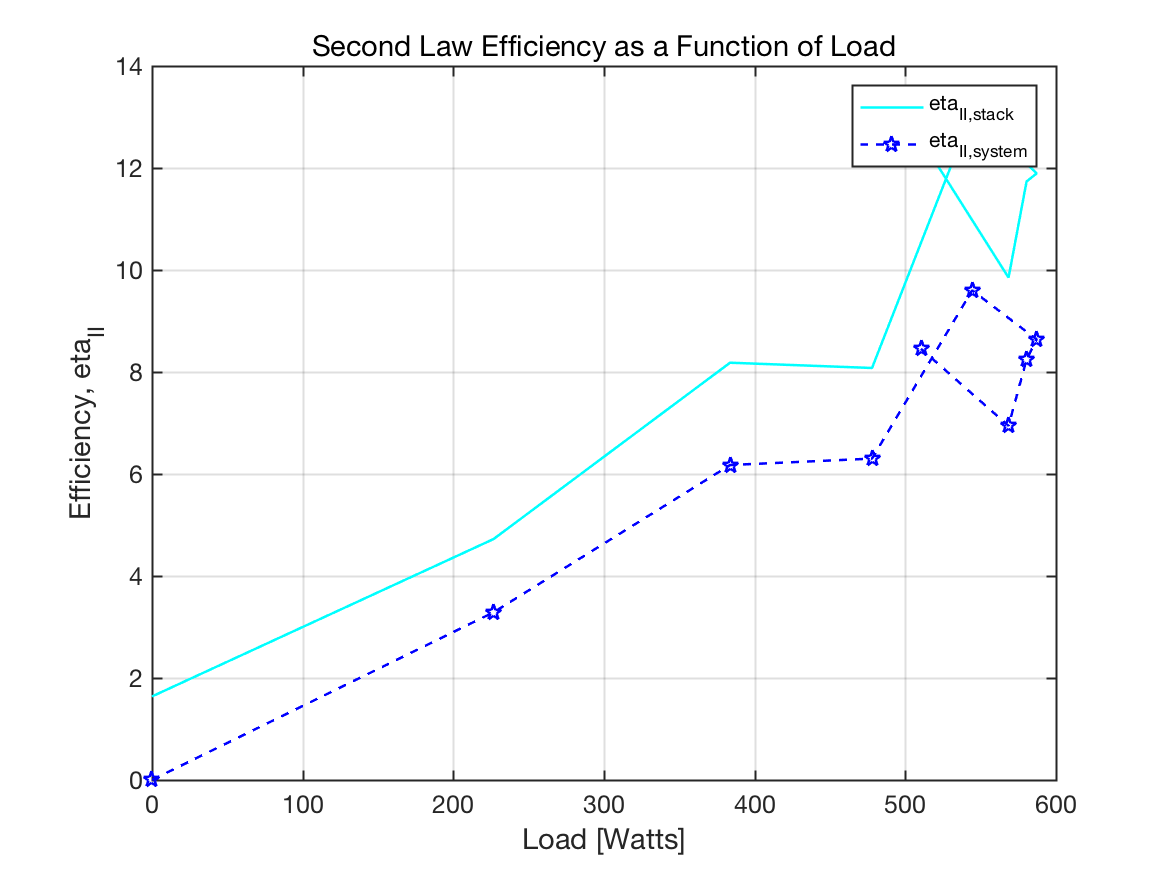 Second Law Efficiency as a Function of Load
14
12
10
8
6
4
2
0
Efficiency, eta_II
eta_II,stack
eta_II,system
0 100 200 300 400 500 600
Load [Watts]